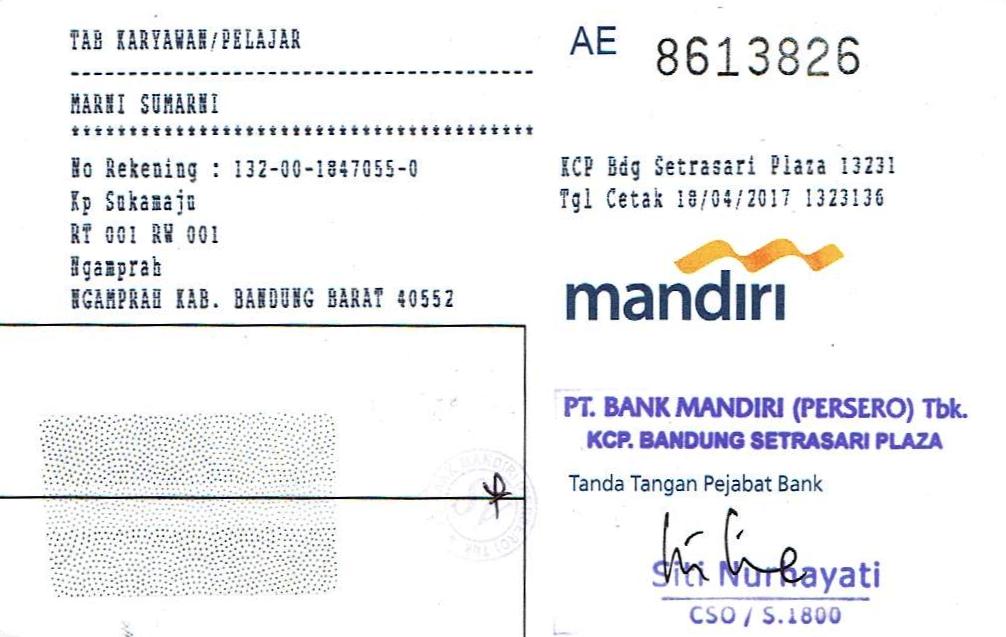 TAB KARYAWAN/PELAJAR
MARNI SUMARNI
No Rekening : 132-00-1847055-0
Kp Sukamaju
RT 001 RW 001
Ngamprah
NGAMPRAH KAB. BANDUNG BARAT 40552
AE 8613826
KCP Bdg Setrasari Plaza 13231
Tgl Cetak 18/04/2017 1323136
mandiri
PT. BANK MANDIRI (PERSERO) Tbk.
KCP. BANDUNG SETRASARI PLAZA
Tanda Tangan Pejabat Bank
Siti Nurhayati
CSO / S.1800